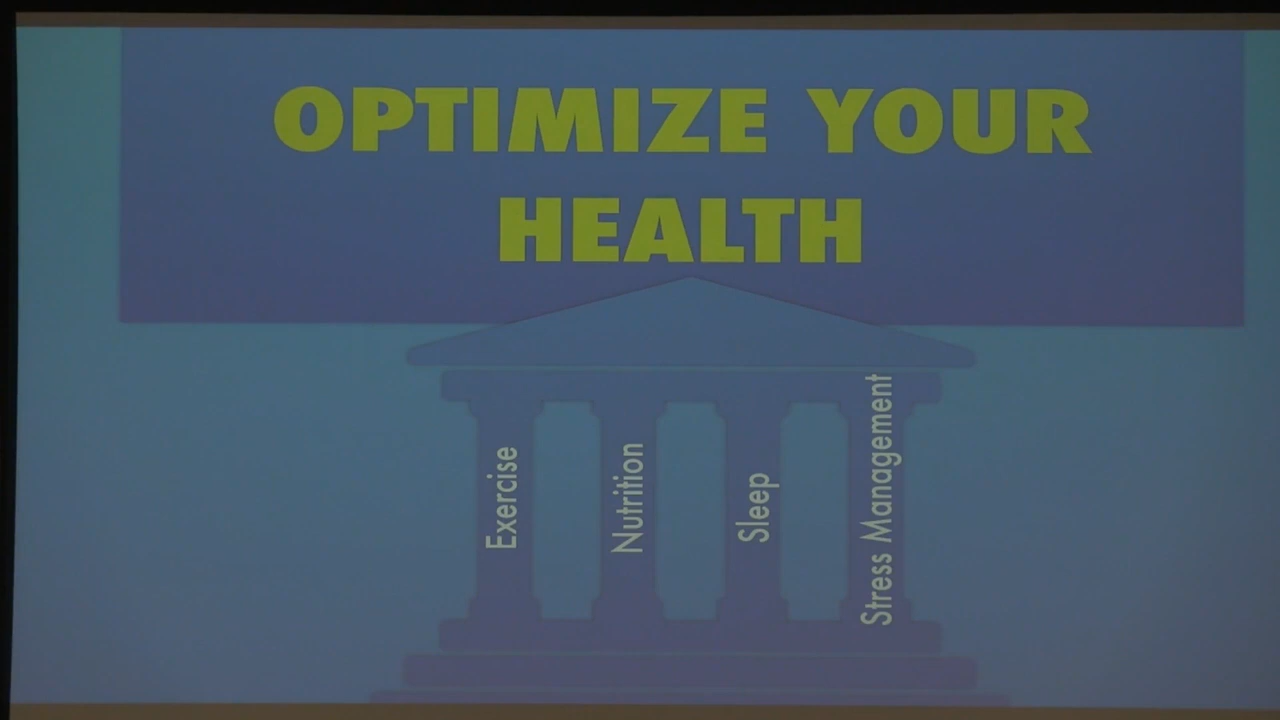 OPTIMIZE YOUR
HEALTH
Exercise
Nutrition
Sleep
Stress Management